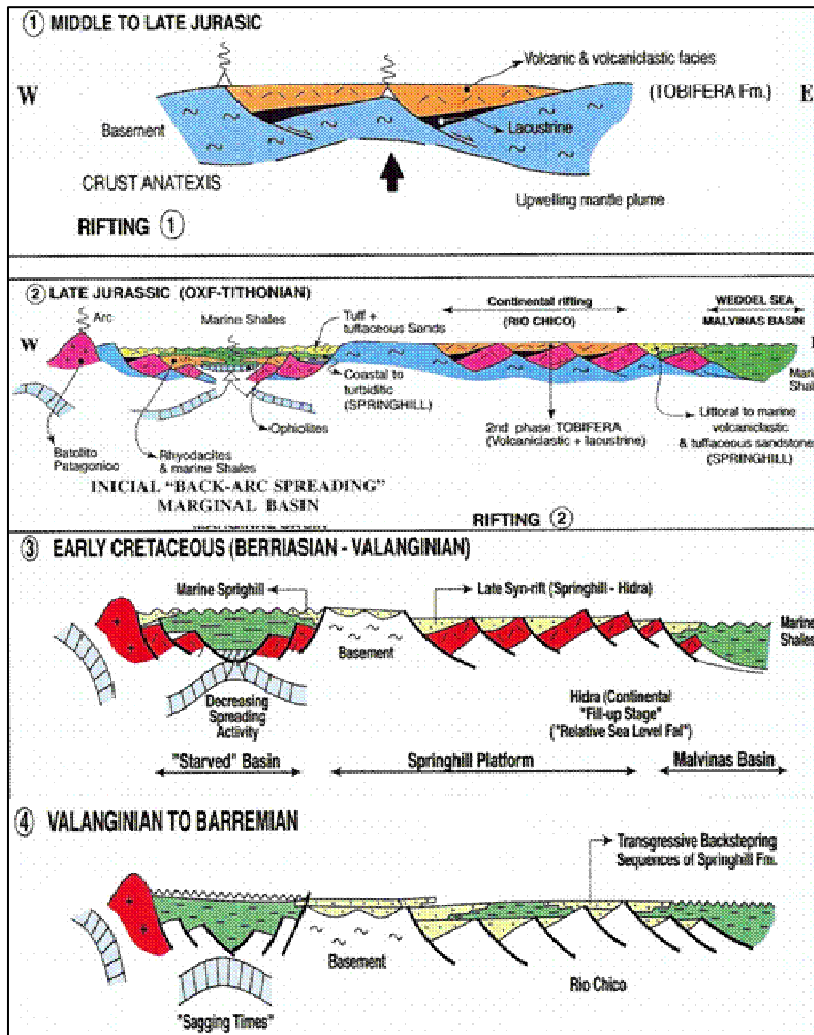 ① MIDDLE TO LATE JURASIC
Volcanic & volcaniclastic facies
W
(TOBIFERA Fm.)
E
Basement
Lacustrine
CRUST ANATEXIS
Upwelling mantle plume
RIFTING ①
② LATE JURASSIC (OXF-TITHONIAN)
Arc
Marine Shales
Tuff +
tuffaceous Sands
Continental rifting
(RIO CHICO)
WEDDEL SEA
MALVINAS BASIN
W
Marine
Shales
Coastal to
turbiditic
(SPRINGHILL)
Ophiolites
2nd phase TOBIFERA
(Volcaniclastic + lacustrine)
Littoral to marine
volcaniclastic
& tuffaceous sandstone
(SPRINGHILL)
Batolito
Patagonico
Rhyodacites
& marine Shales
INICIAL "BACK-ARC SPREADING"
MARGINAL BASIN
RIFTING ②
③ EARLY CRETACEOUS (BERRIASIAN - VALANGINIAN)
Marine Sprighill
Late Syn-rift (Springhill - Hidra)
Marine
Shales
Basement
Decreasing
Spreading
Activity
Hidra (Continental
"Fill-up Stage"
("Relative Sea Level Fall")
"Starved" Basin
Springhill Platform
Malvinas Basin
④ VALANGINIAN TO BARREMIAN
Transgressive Backstepring
Sequences of Springhill Fm.
Basement
Rio Chico
"Sagging Times"